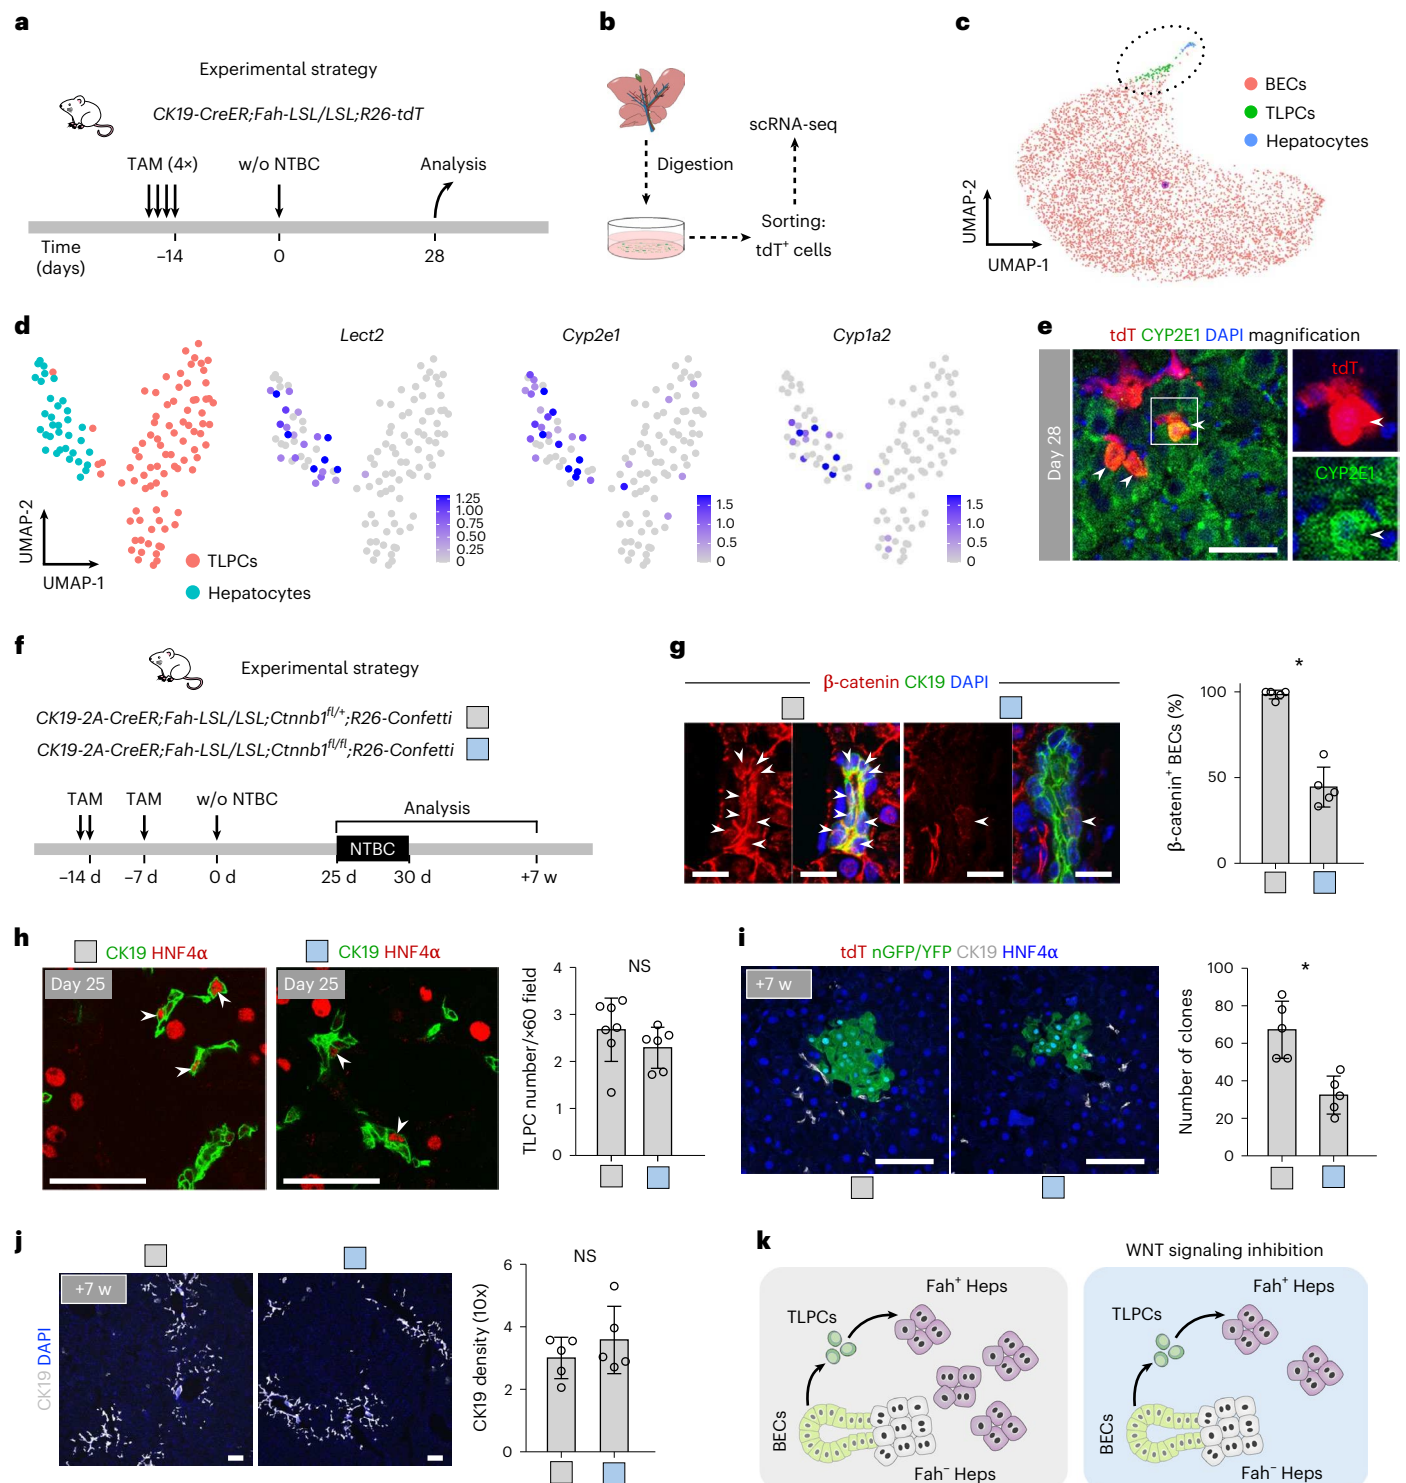 a
Experimental strategy
CK19-CreER;Fah-LSL/LSL;R26-tdT
TAM (4×)
w/o NTBC
Analysis
Time
(days)
–14
0
28
b
Digestion
scRNA-seq
Sorting:
tdT+ cells
c
BECs
TLPCs
Hepatocytes
UMAP-2
UMAP-1
d
Lect2
Cyp2e1
Cyp1a2
UMAP-2
UMAP-1
TLPCs
Hepatocytes
1.25
1.00
0.75
0.50
0.25
0
1.5
1.0
0.5
0
1.5
1.0
0.5
0
e
tdT CYP2E1 DAPI magnification
Day 28
tdT
CYP2E1
f
Experimental strategy
CK19-2A-CreER;Fah-LSL/LSL;Ctnnb1fl/+;R26-Confetti
CK19-2A-CreER;Fah-LSL/LSL;Ctnnb1fl/fl;R26-Confetti
TAM
TAM
w/o NTBC
Analysis
NTBC
–14 d
–7 d
0 d
25 d
30 d
+7 w
g
β-catenin CK19 DAPI
β-catenin+ BECs (%)
100
50
0
*
h
CK19 HNF4α
CK19 HNF4α
Day 25
Day 25
TLPC number/×60 field
4
3
2
1
0
NS
i
tdT nGFP/YFP CK19 HNF4α
+7 w
Number of clones
100
80
60
40
20
0
*
j
+7 w
CK19 DAPI
CK19 density (10x)
6
4
2
0
NS
k
Fah+ Heps
TLPCs
BECs
Fah– Heps
WNT signaling inhibition
Fah+ Heps
TLPCs
BECs
Fah– Heps